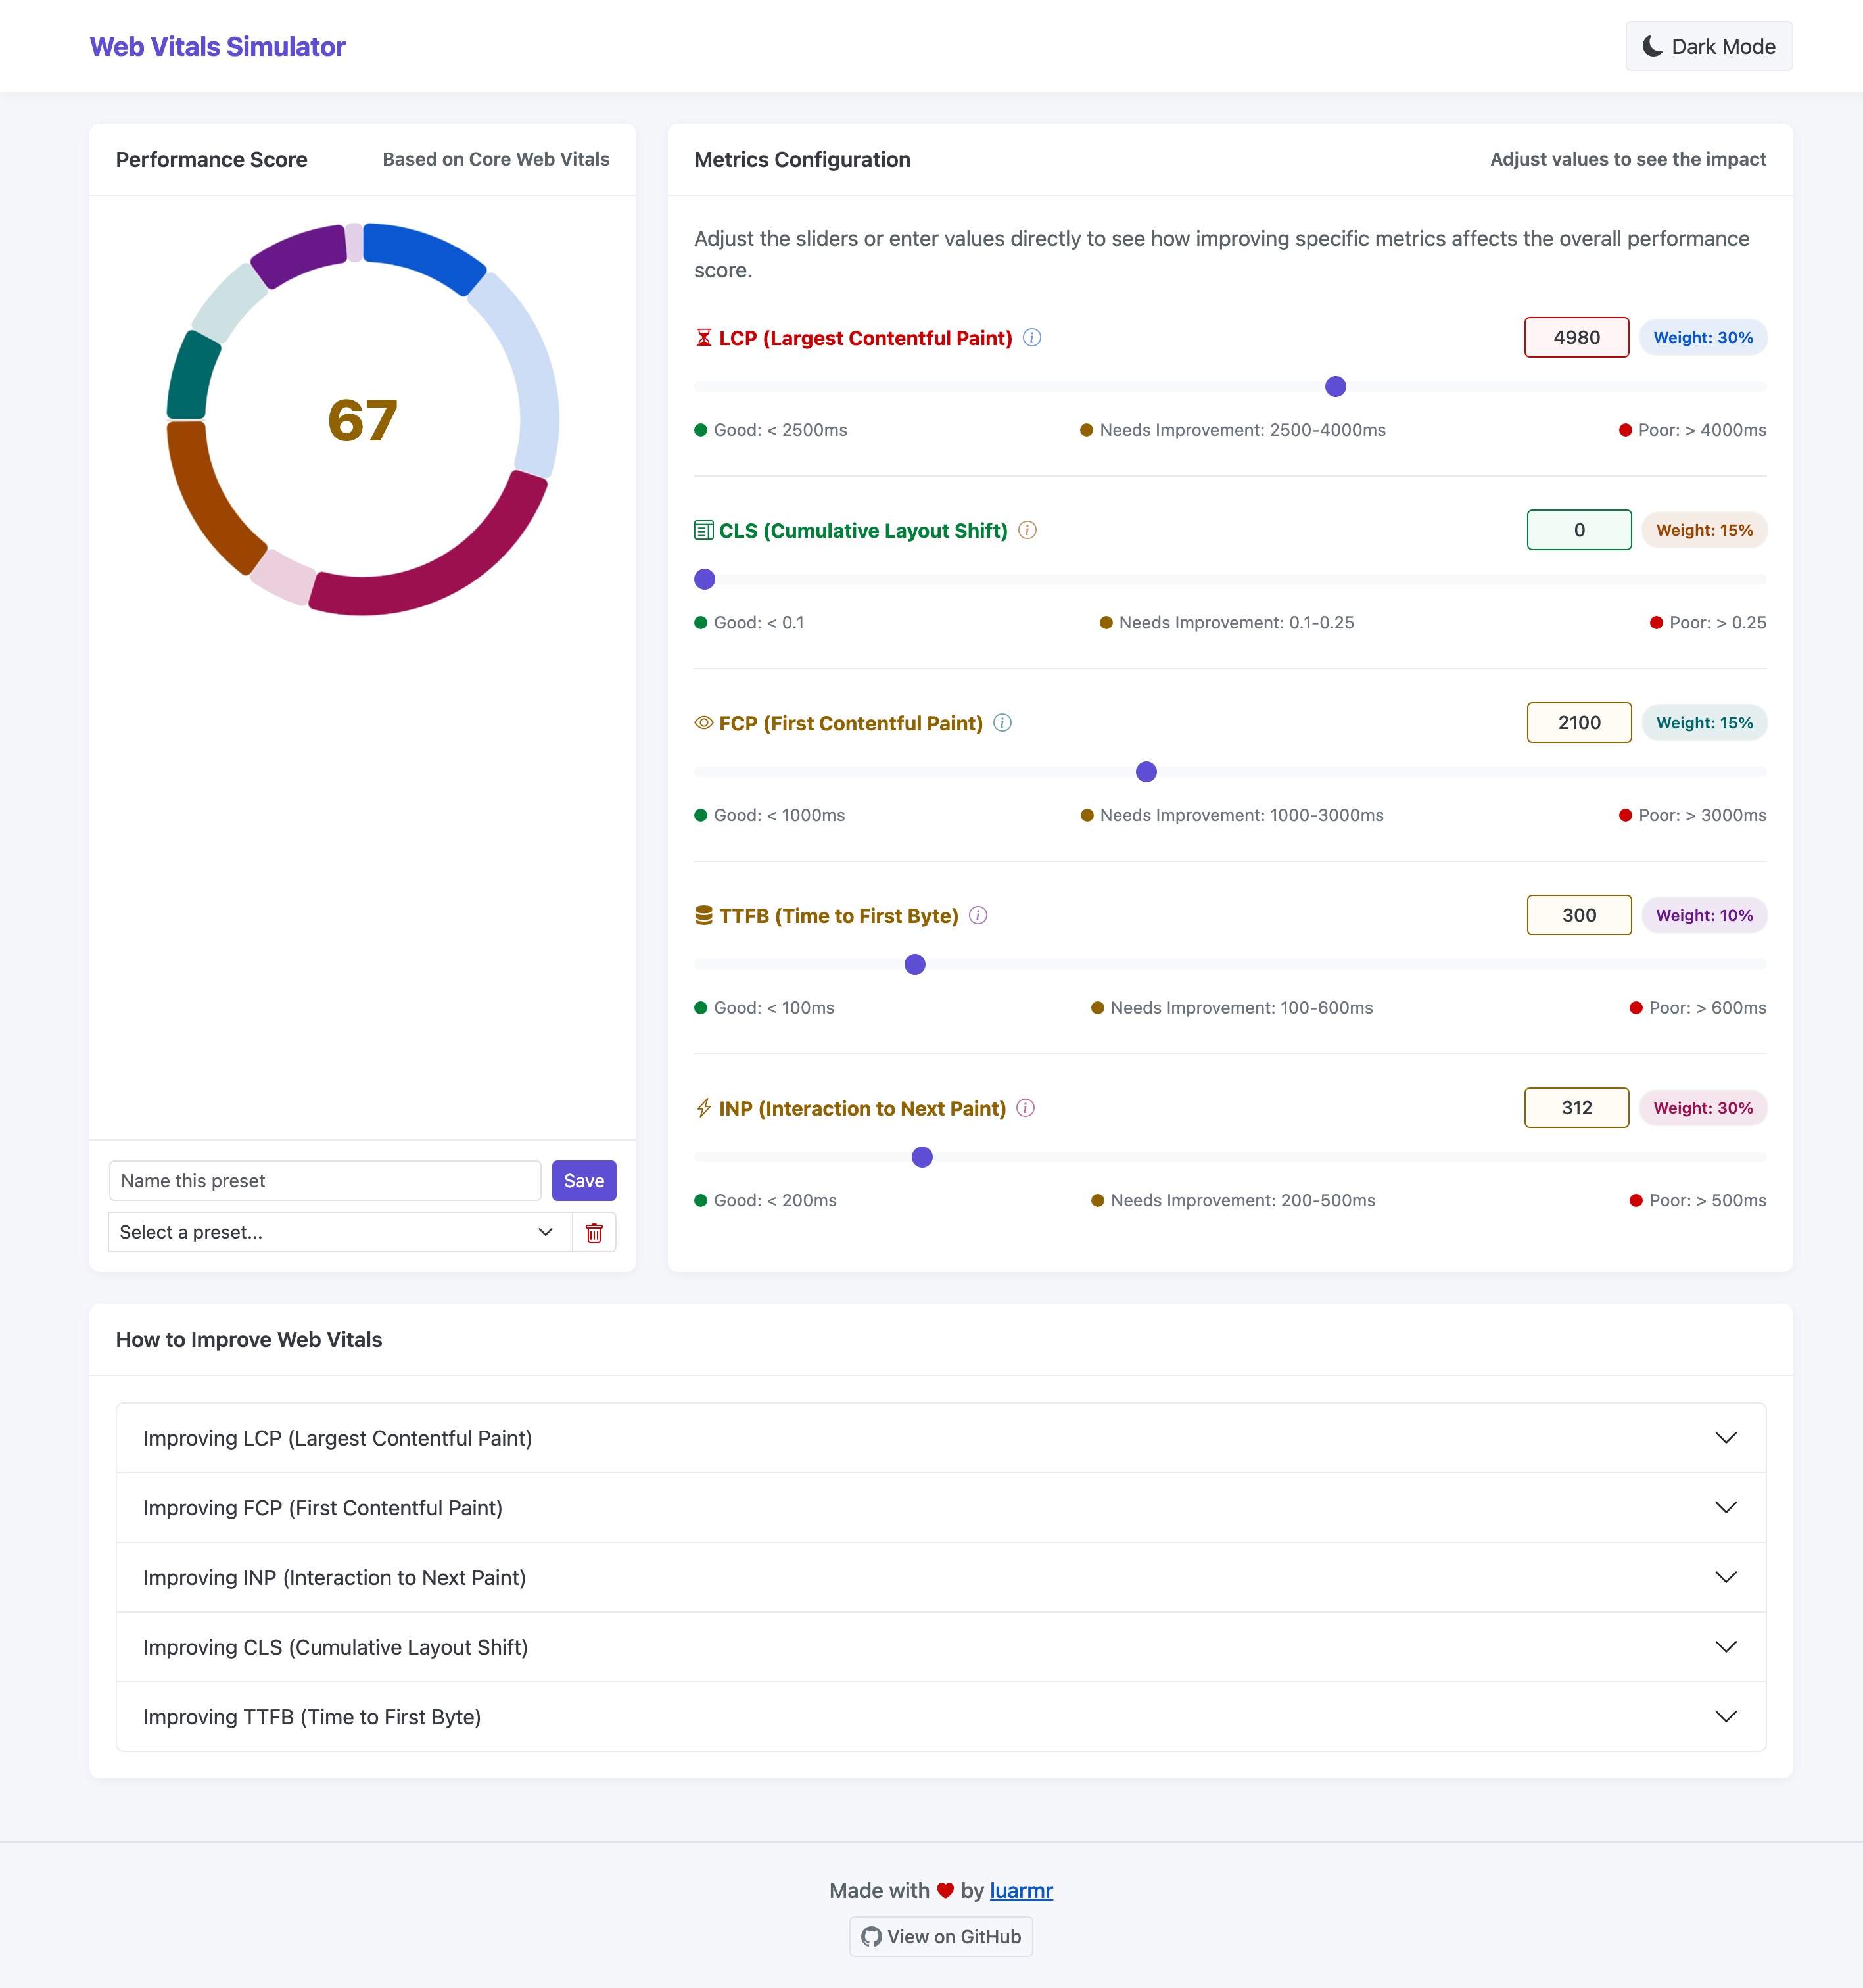 Web Vitals Simulator
Dark Mode
Performance Score
Based on Core Web Vitals
67
Name this preset
Save
Select a preset...
Metrics Configuration
Adjust values to see the impact
Adjust the sliders or enter values directly to see how improving specific metrics affects the overall performance
score.
LCP (Largest Contentful Paint)
4980
Weight: 30%
Good: < 2500ms
Needs Improvement: 2500-4000ms
Poor: > 4000ms
CLS (Cumulative Layout Shift)
0
Weight: 15%
Good: < 0.1
Needs Improvement: 0.1-0.25
Poor: > 0.25
FCP (First Contentful Paint)
2100
Weight: 15%
Good: < 1000ms
Needs Improvement: 1000-3000ms
Poor: > 3000ms
TTFB (Time to First Byte)
300
Weight: 10%
Good: < 100ms
Needs Improvement: 100-600ms
Poor: > 600ms
INP (Interaction to Next Paint)
312
Weight: 30%
Good: < 200ms
Needs Improvement: 200-500ms
Poor: > 500ms
How to Improve Web Vitals
Improving LCP (Largest Contentful Paint)
Improving FCP (First Contentful Paint)
Improving INP (Interaction to Next Paint)
Improving CLS (Cumulative Layout Shift)
Improving TTFB (Time to First Byte)
Made with ❤ by luarmr
View on GitHub